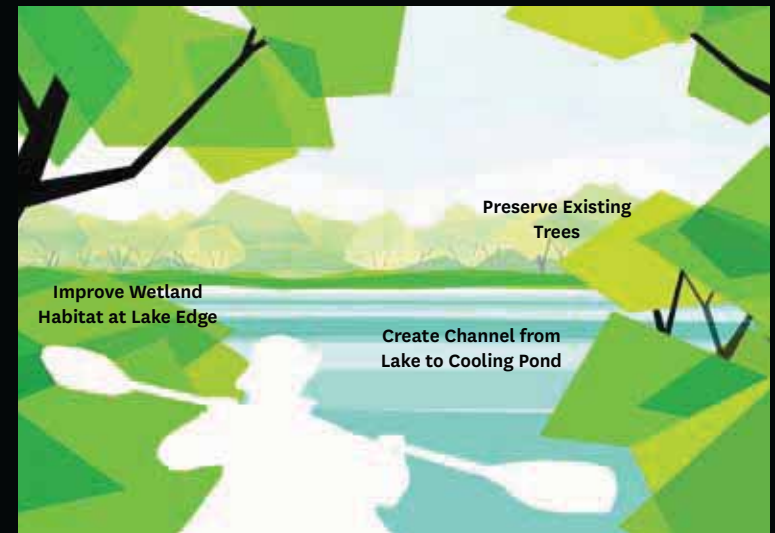 Preserve Existing
Trees
Improve Wetland
Habitat at Lake Edge
Create Channel from
Lake to Cooling Pond